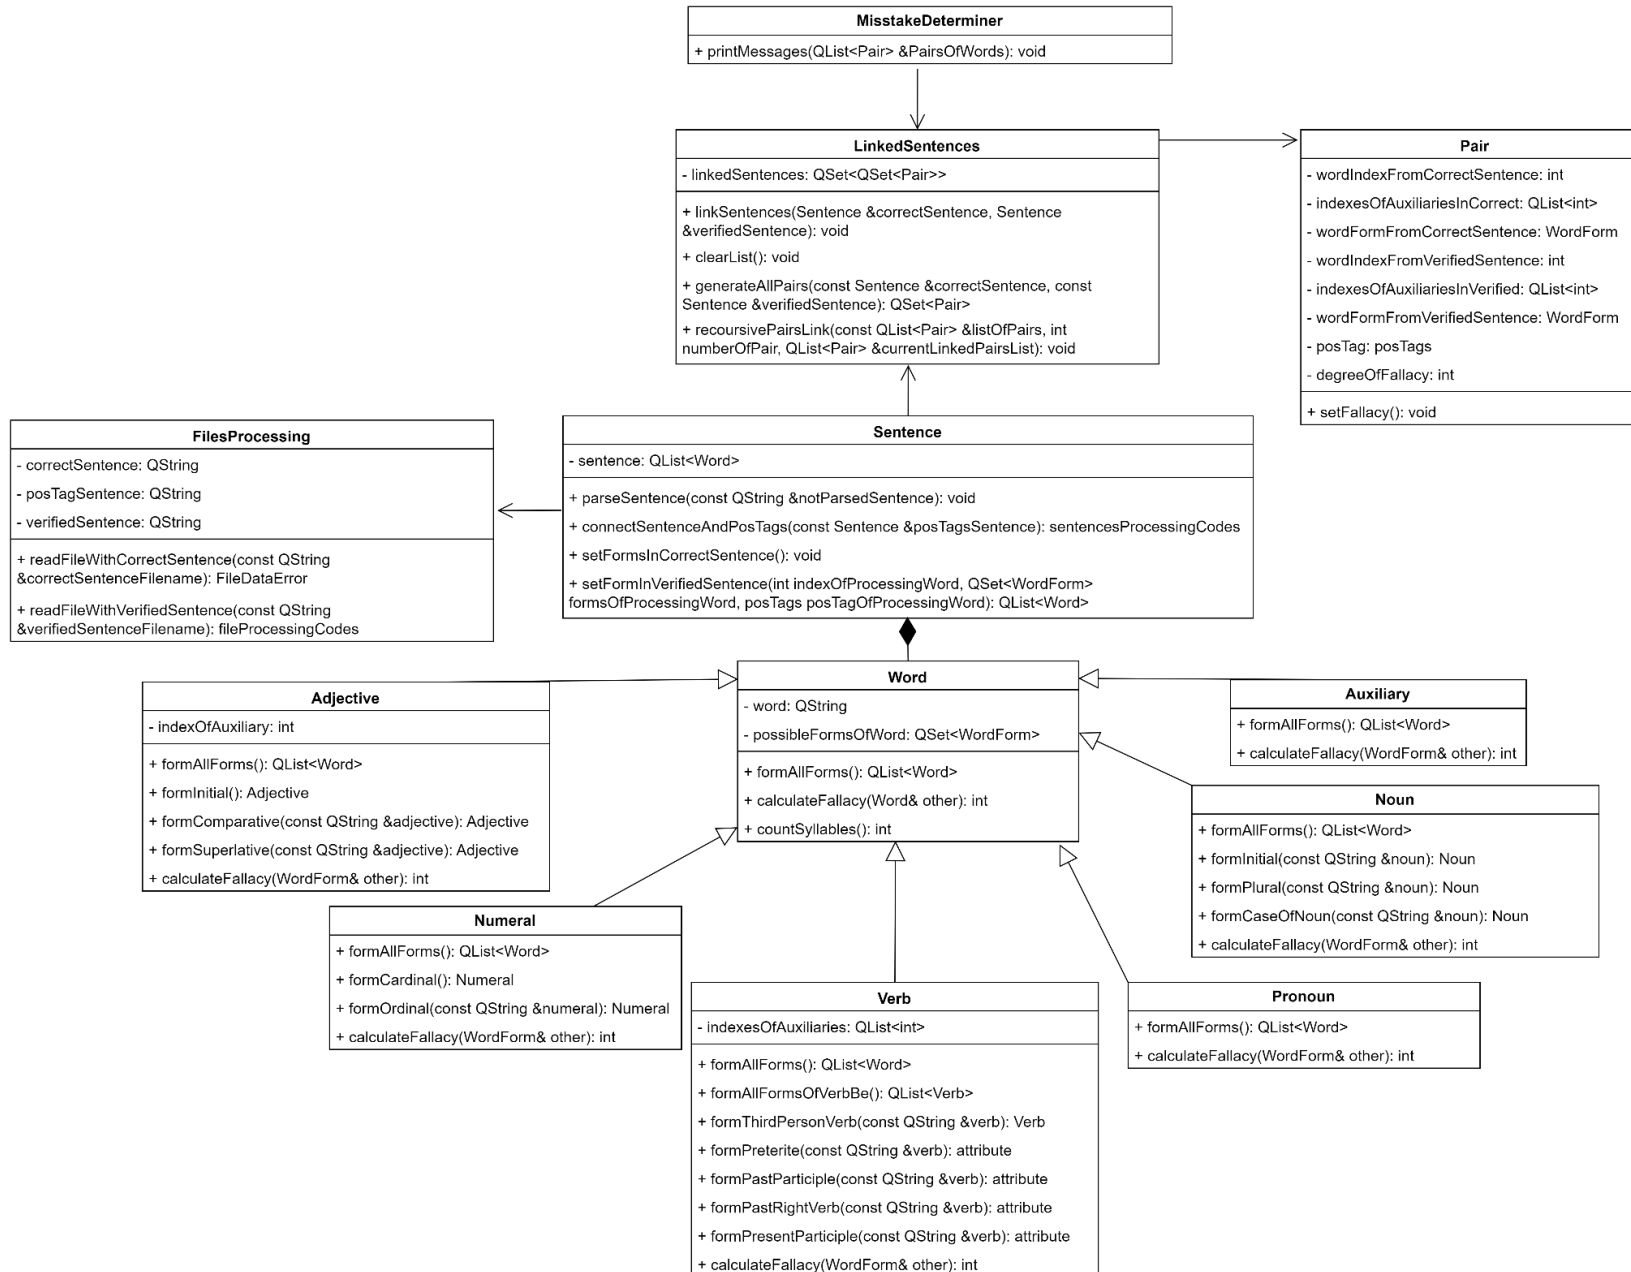 MisstakeDeterminer
+ printMessages(QList<Pair> &PairsOfWords): void
LinkedSentences
- linkedSentences: QSet<QSet<Pair>>
+ linkSentences(Sentence &correctSentence, Sentence
&verifiedSentence): void
+ clearList(): void
+ generateAllPairs(const Sentence &correctSentence, const
Sentence &verifiedSentence): QSet<Pair>
+ recoursivePairsLink(const QList<Pair> &listOfPairs, int
numberOfPair, QList<Pair> &currentLinkedPairsList): void
Pair
- wordIndexFromCorrectSentence: int
- indexesOfAuxiliariesInCorrect: QList<int>
- wordFormFromCorrectSentence: WordForm
- wordIndexFromVerifiedSentence: int
- indexesOfAuxiliariesInVerified: QList<int>
- wordFormFromVerifiedSentence: WordForm
- posTag: posTags
- degreeOfFallacy: int
+ setFallacy(): void
FilesProcessing
- correctSentence: QString
- posTagSentence: QString
- verifiedSentence: QString
+ readFileWithCorrectSentence(const QString
&correctSentenceFilename): FileDataError
+ readFileWithVerifiedSentence(const QString
&verifiedSentenceFilename): fileProcessingCodes
Sentence
- sentence: QList<Word>
+ parseSentence(const QString &notParsedSentence): void
+ connectSentenceAndPosTags(const Sentence &posTagsSentence): sentencesProcessingCodes
+ setFormsInCorrectSentence(): void
+ setFormInVerifiedSentence(int indexOfProcessingWord, QSet<WordForm>
formsOfProcessingWord, posTags posTagOfProcessingWord): QList<Word>
Word
- word: QString
- possibleFormsOfWord: QSet<WordForm>
+ formAllForms(): QList<Word>
+ calculateFallacy(Word& other): int
+ countSyllables(): int
Adjective
- indexOfAuxiliary: int
+ formAllForms(): QList<Word>
+ formInitial(): Adjective
+ formComparative(const QString &adjective): Adjective
+ formSuperlative(const QString &adjective): Adjective
+ calculateFallacy(WordForm& other): int
Auxiliary
+ formAllForms(): QList<Word>
+ calculateFallacy(WordForm& other): int
Noun
+ formAllForms(): QList<Word>
+ formInitial(const QString &noun): Noun
+ formPlural(const QString &noun): Noun
+ formCaseOfNoun(const QString &noun): Noun
+ calculateFallacy(WordForm& other): int
Numeral
+ formAllForms(): QList<Word>
+ formCardinal(): Numeral
+ formOrdinal(const QString &numeral): Numeral
+ calculateFallacy(WordForm& other): int
Verb
- indexesOfAuxiliaries: QList<int>
+ formAllForms(): QList<Word>
+ formAllFormsOfVerbBe(): QList<Verb>
+ formThirdPersonVerb(const QString &verb): Verb
+ formPreterite(const QString &verb): attribute
+ formPastParticiple(const QString &verb): attribute
+ formPastRightVerb(const QString &verb): attribute
+ formPresentParticiple(const QString &verb): attribute
+ calculateFallacy(WordForm& other): int
Pronoun
+ formAllForms(): QList<Word>
+ calculateFallacy(WordForm& other): int